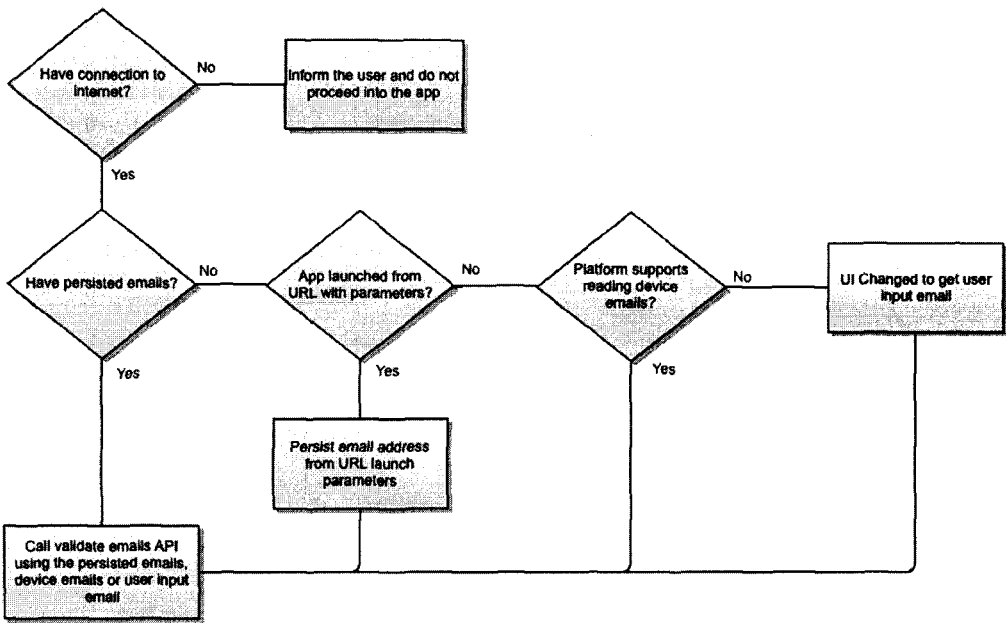 Have connection to
Internet?
No
Inform the user and do not
proceed into the app
Yes
Have persisted emails?
No
App launched from
URL with parameters?
No
Platform supports
reading device
emails?
No
UI Changed to get user
input email
Yes
Yes
Yes
Persist email address
from URL launch
parameters
Call validate emails API
using the persisted emails,
device emails or user input
email